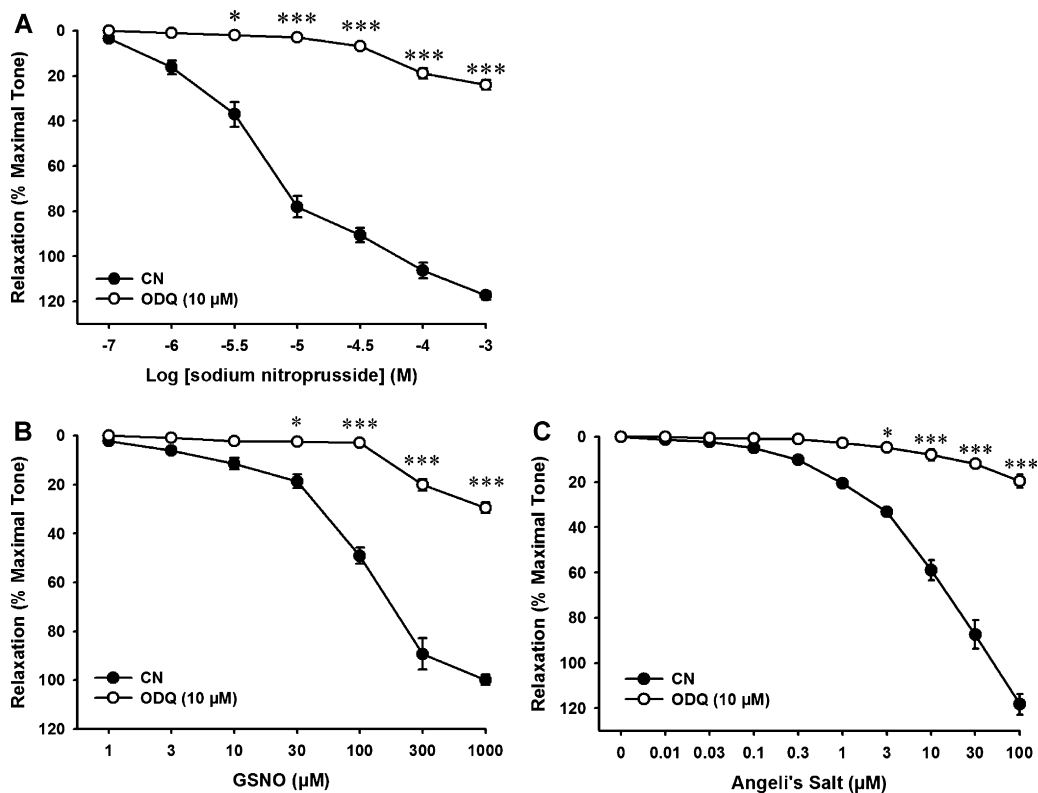 A
* *** *** *** ***
0
20
40
60
80
100
120
Relaxation (% Maximal Tone)
CN
ODQ (10 µM)
-7 -6 -5.5 -5 -4.5 -4 -3
Log [sodium nitroprusside] (M)
B
* *** *** ***
0
20
40
60
80
100
120
Relaxation (% Maximal Tone)
CN
ODQ (10 µM)
1 3 10 30 100 300 1000
GSNO (µM)
C
* *** *** ***
0
20
40
60
80
100
120
Relaxation (% Maximal Tone)
CN
ODQ (10 µM)
0 0.01 0.03 0.1 0.3 1 3 10 30 100
Angeli's Salt (µM)